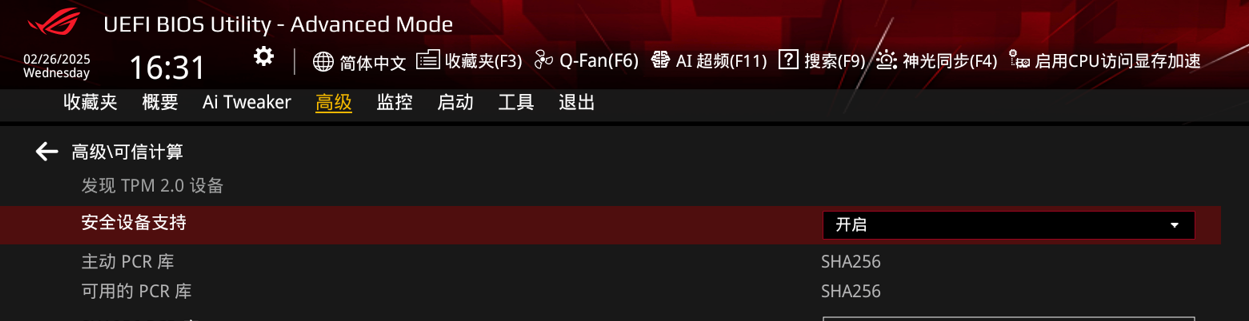 UEFI BIOS Utility - Advanced Mode
02/26/2025
Wednesday
16:31
简体中文 收藏夹(F3) Q-Fan(F6) AI 超频(F11) 搜索(F9) 神光同步(F4) 启用CPU访问显存加速
收藏夹 概要 Ai Tweaker 高级 监控 启动 工具 退出
高级\可信计算
发现 TPM 2.0 设备
安全设备支持 开启
主动 PCR 库 SHA256
可用的 PCR 库 SHA256